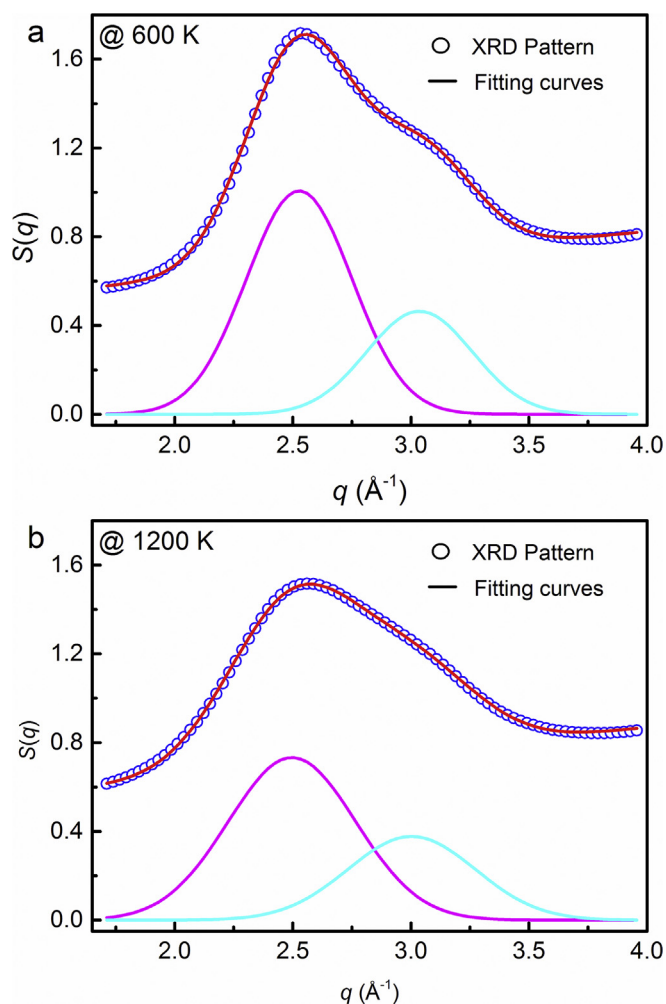 a
@ 600 K
XRD Pattern
Fitting curves
1.6
1.2
0.8
0.4
0.0
S(q)
2.0 2.5 3.0 3.5 4.0
q (Å⁻¹)
b
@ 1200 K
XRD Pattern
Fitting curves
1.6
1.2
0.8
0.4
0.0
S(q)
2.0 2.5 3.0 3.5 4.0
q (Å⁻¹)